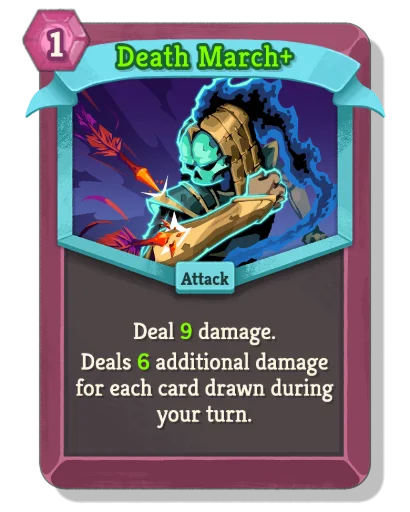 1
Death March+
Attack
Deal 9 damage.
Deals 6 additional damage
for each card drawn during
your turn.